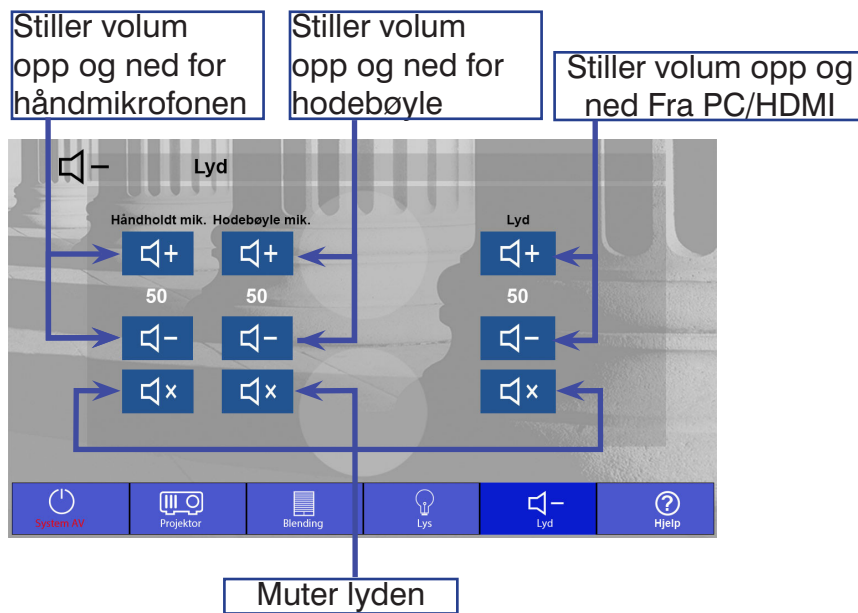 Stiller volum
opp og ned for
håndmikrofonen
Stiller volum
opp og ned for
hodebøyle
Stiller volum opp og
ned Fra PC/HDMI
Lyd
Håndholdt mik. Hodebøyle mik. Lyd
50 50 50
System AV Projektor Blending Lys Lyd Hjelp
Muter lyden